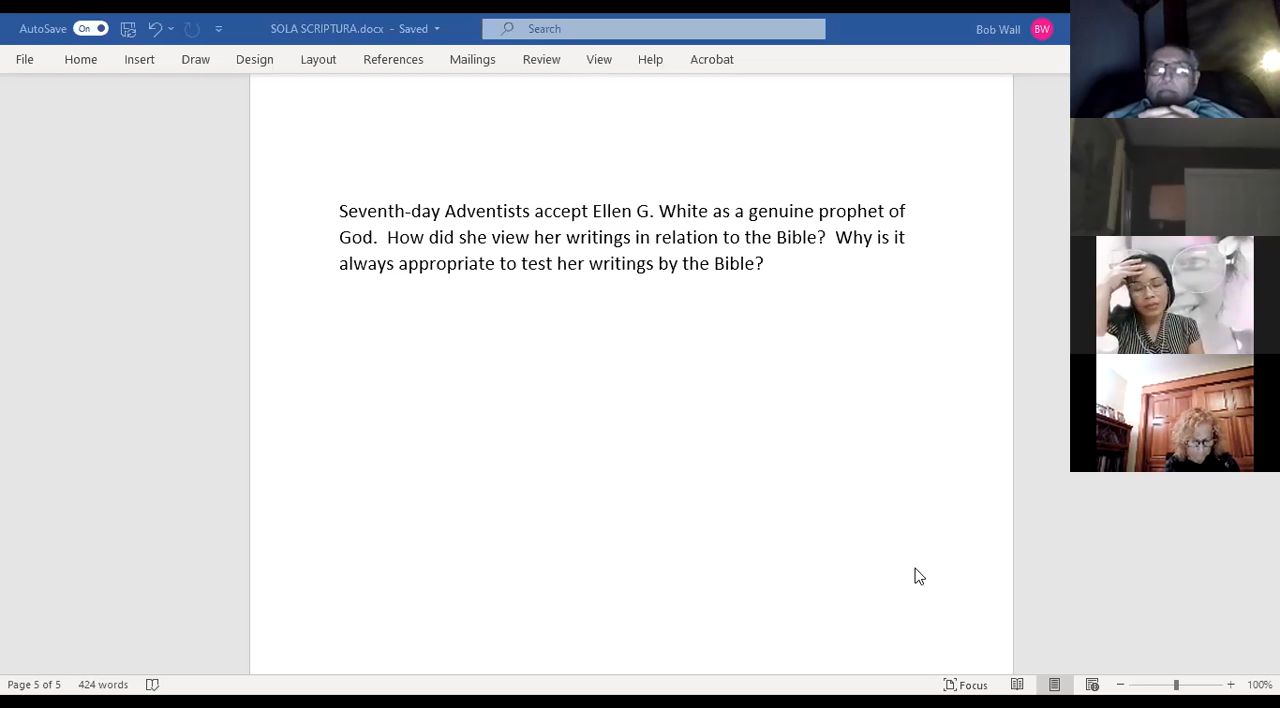 AutoSave On SOLA SCRIPTURA.docx - Saved Search Bob Wall BW
File Home Insert Draw Design Layout References Mailings Review View Help Acrobat
Seventh-day Adventists accept Ellen G. White as a genuine prophet of
God.  How did she view her writings in relation to the Bible?  Why is it
always appropriate to test her writings by the Bible?
Page 5 of 5 424 words Focus 100%